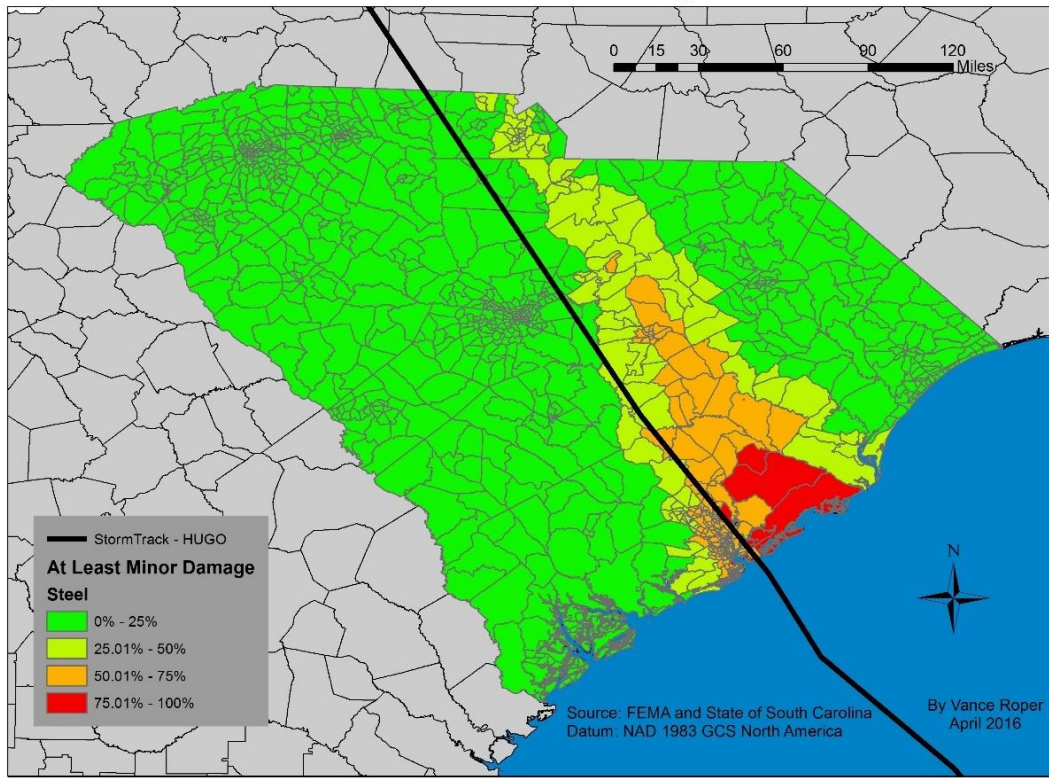 0 15 30 60 90 120
Miles
StormTrack - HUGO
At Least Minor Damage
Steel
0% - 25%
25.01% - 50%
50.01% - 75%
75.01% - 100%
N
Source: FEMA and State of South Carolina
Datum: NAD 1983 GCS North America
By Vance Roper
April 2016